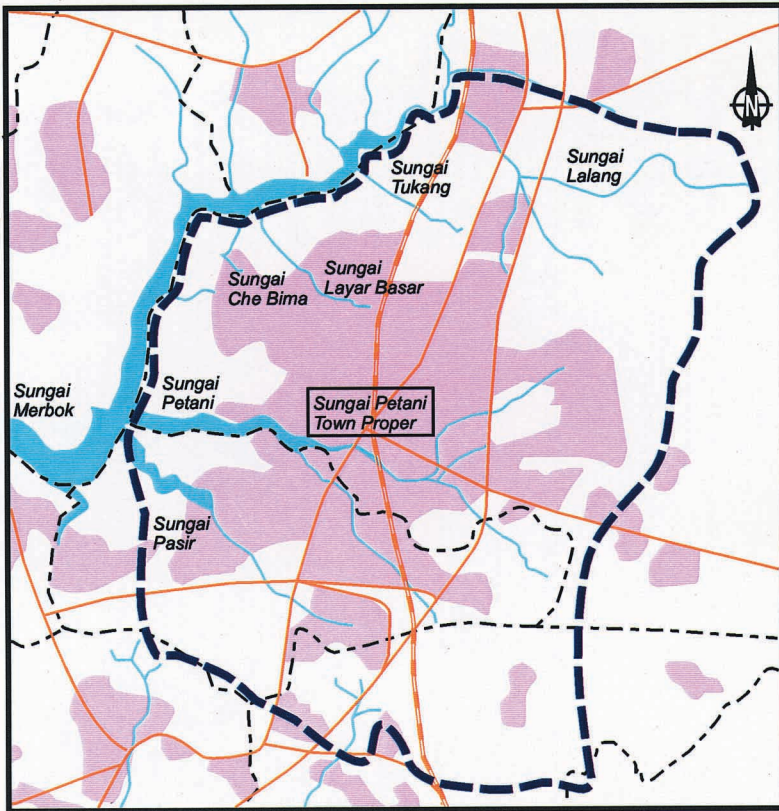 N
Sungai
Tukang
Sungai
Lalang
Sungai
Che Bima
Sungai
Layar Basar
Sungai
Merbok
Sungai
Petani
Sungai Petani
Town Proper
Sungai
Pasir